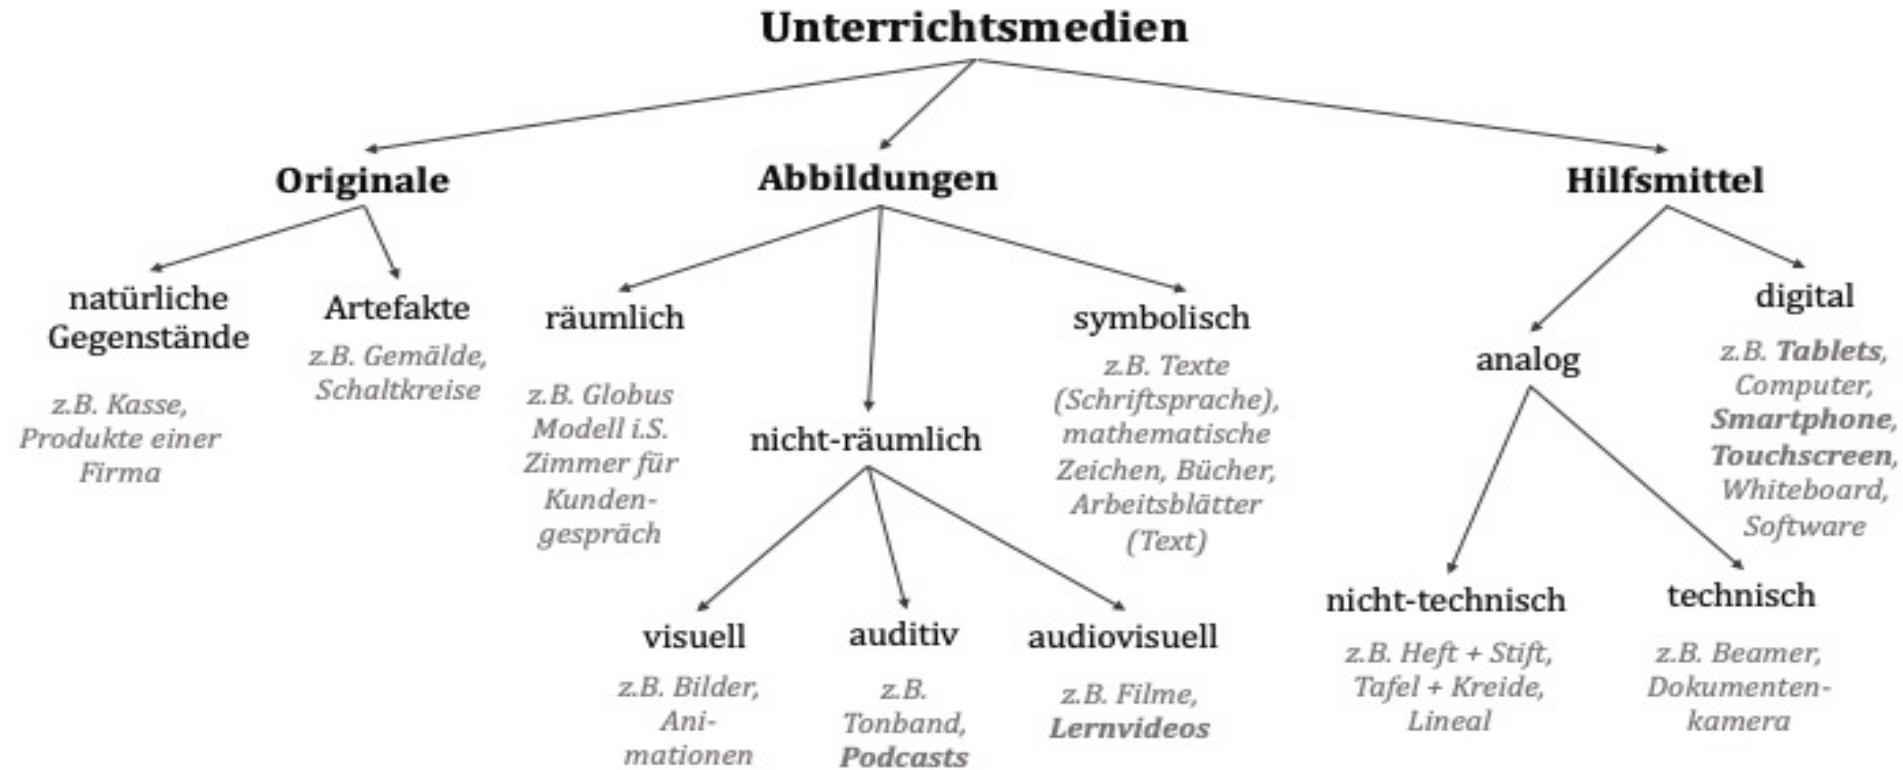 Unterrichtsmedien
Originale
Abbildungen
Hilfsmittel
natürliche
Gegenstände
z.B. Kasse,
Produkte einer
Firma
Artefakte
z.B. Gemälde,
Schaltkreise
räumlich
z.B. Globus
Modell i.S.
Zimmer für
Kunden-
gespräch
nicht-räumlich
symbolisch
z.B. Texte
(Schriftsprache),
mathematische
Zeichen, Bücher,
Arbeitsblätter
(Text)
visuell
z.B. Bilder,
Ani-
mationen
auditiv
z.B.
Tonband,
Podcasts
audiovisuell
z.B. Filme,
Lernvideos
analog
digital
z.B. Tablets,
Computer,
Smartphone,
Touchscreen,
Whiteboard,
Software
nicht-technisch
z.B. Heft + Stift,
Tafel + Kreide,
Lineal
technisch
z.B. Beamer,
Dokumenten-
kamera